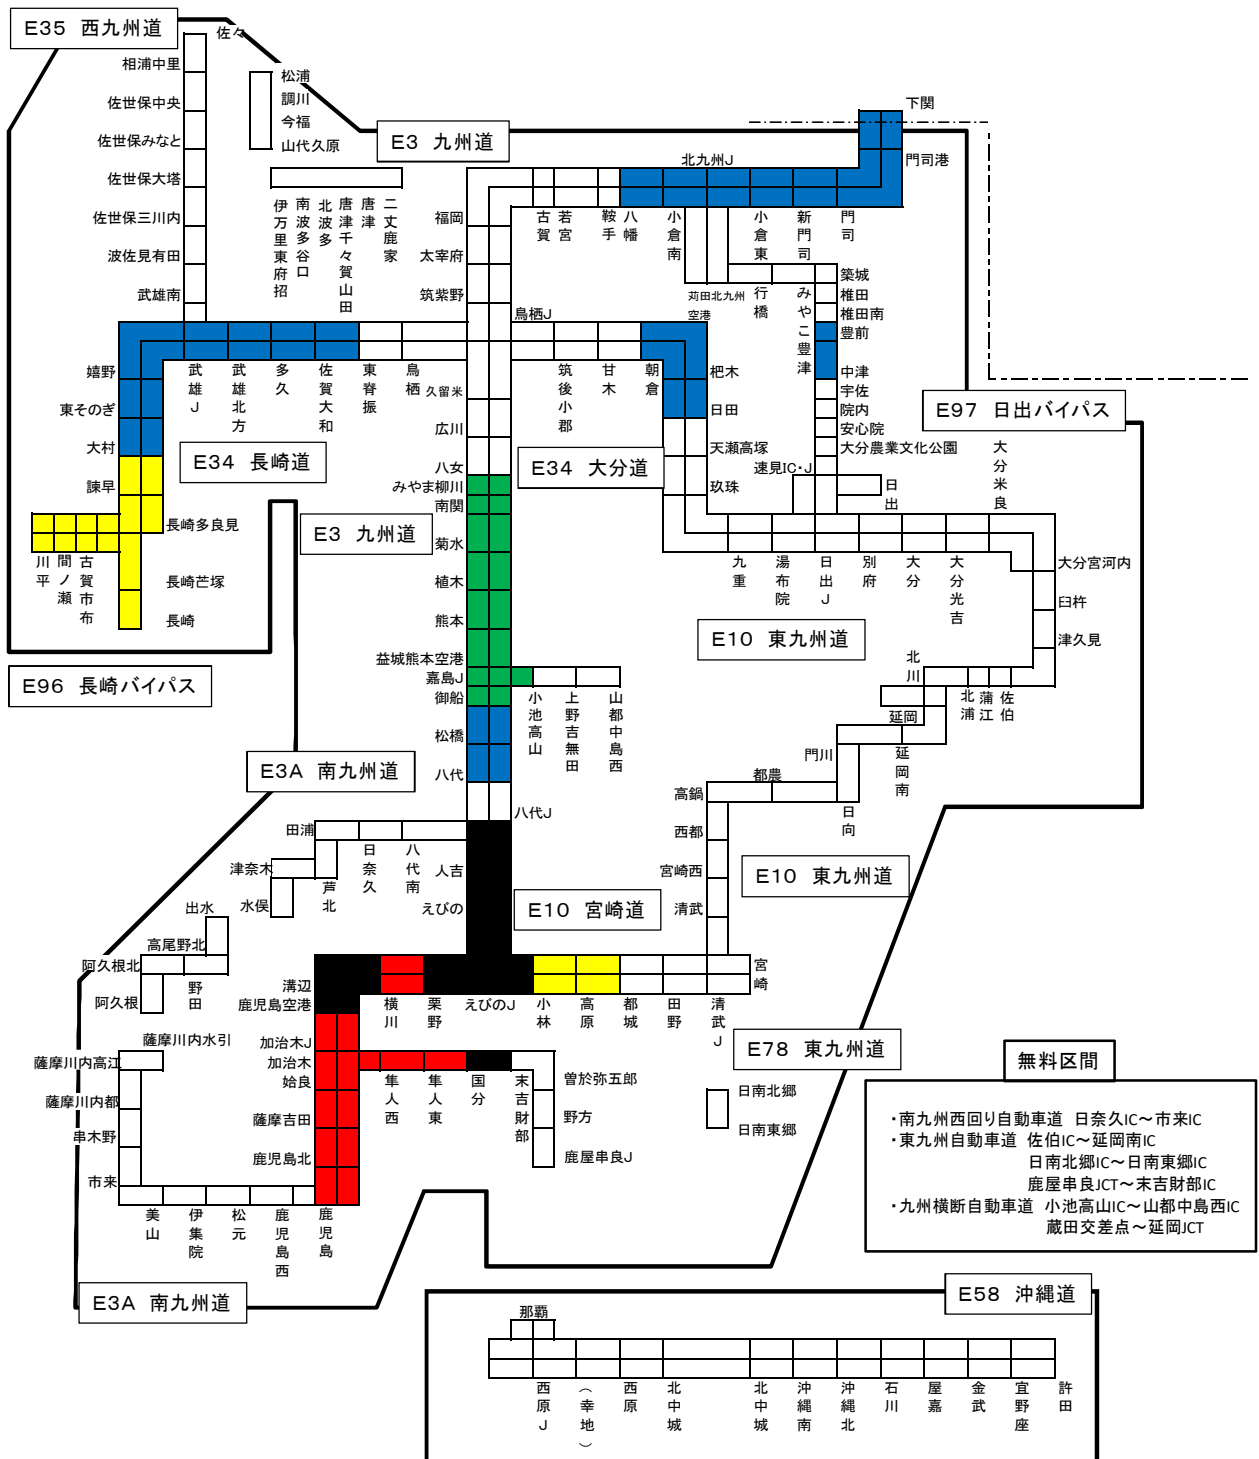 E35 西九州道
佐々
相浦中里
佐世保中央
佐世保みなと
佐世保大塔
佐世保三川内
波佐見有田
武雄南
松浦
調川
今福
山代久原
伊万里東府招
南波多谷口
北波多
唐津千々賀山田
唐津
二丈鹿家
E3 九州道
下関
門司港
北九州J
福岡
太宰府
筑紫野
古賀
若宮
鞍手
八幡
小倉南
小倉東
新門司
門司
苅田北九州
空港
行橋
みやこ豊津
築城
椎田
椎田南
豊前
中津
宇佐
院内
安心院
大分農業文化公園
速見IC・J
日出
鳥栖J
嬉野
東そのぎ
大村
諫早
武雄J
武雄北方
多久
佐賀大和
東脊振
鳥栖
久留米
広川
八女
みやま柳川
南関
菊水
植木
熊本
益城熊本空港
嘉島J
御船
松橋
八代
八代J
筑後小郡
甘木
朝倉
杷木
日田
天瀬高塚
玖珠
E97 日出バイパス
E34 長崎道
E34 大分道
E3 九州道
長崎多良見
川平
間ノ瀬
古賀市布
長崎芒塚
長崎
E96 長崎バイパス
九重
湯布院
日出J
別府
大分
大分光吉
大分米良
大分宮河内
臼杵
津久見
E10 東九州道
小池高山
上野吉無田
山都中島西
北川
北浦
蒲江
佐伯
延岡
延岡南
門川
日向
都農
高鍋
西都
宮崎西
清武
E10 東九州道
E3A 南九州道
田浦
津奈木
水俣
芦北
日奈久
八代南
人吉
えびの
E10 宮崎道
出水
高尾野北
阿久根北
阿久根
野田
溝辺
鹿児島空港
横川
栗野
えびのJ
小林
高原
都城
田野
清武J
宮崎
E78 東九州道
薩摩川内水引
薩摩川内高江
薩摩川内都
串木野
市来
加治木J
加治木
姶良
薩摩吉田
鹿児島北
隼人西
隼人東
国分
末吉財部
曽於弥五郎
野方
鹿屋串良J
日南北郷
日南東郷
美山
伊集院
松元
鹿児島西
鹿児島
E3A 南九州道
無料区間
・南九州西回り自動車道 日奈久IC～市来IC
・東九州自動車道 佐伯IC～延岡南IC
日南北郷IC～日南東郷IC
鹿屋串良JCT～末吉財部IC
・九州横断自動車道 小池高山IC～山都中島西IC
蔵田交差点～延岡JCT
E58 沖縄道
那覇
西原J
（幸地）
西原
北中城
北中城
沖縄南
沖縄北
石川
屋嘉
金武
宜野座
許田